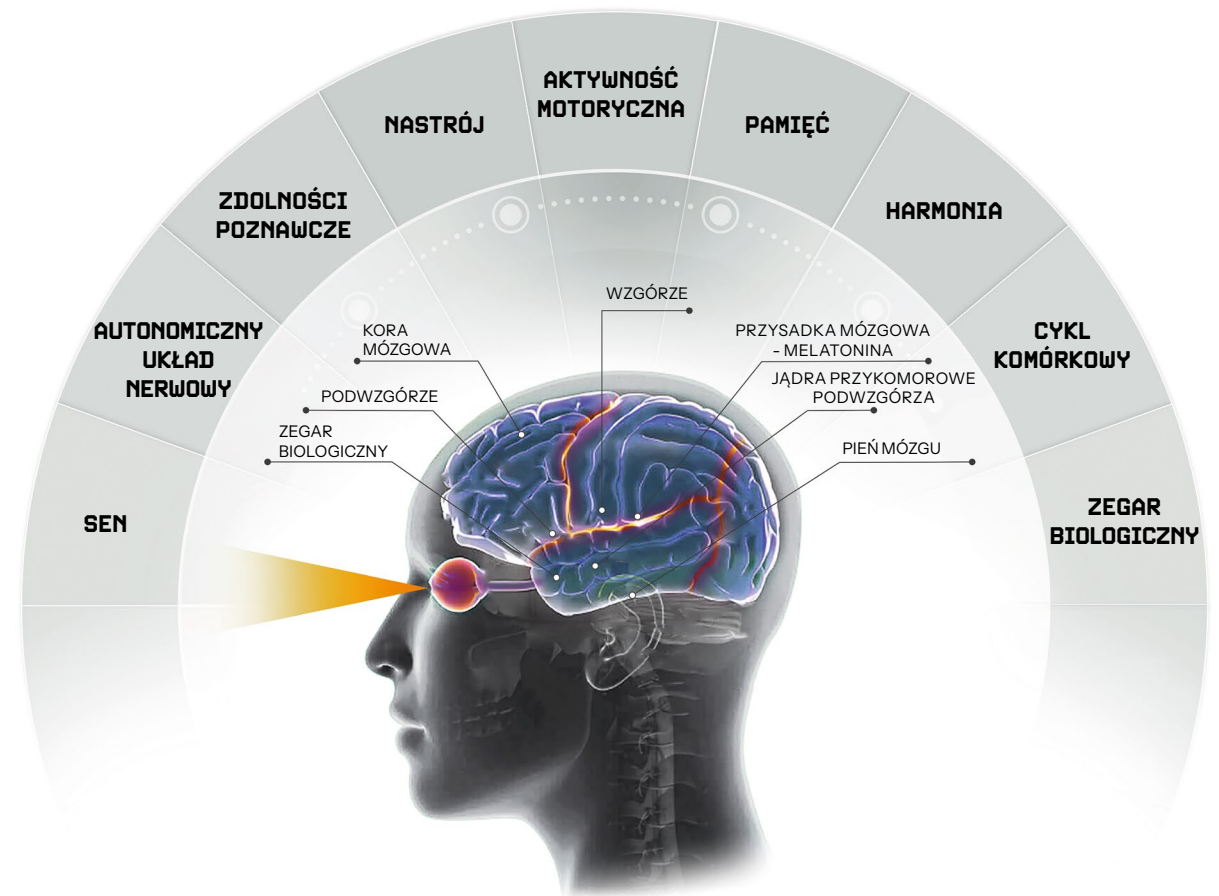 AKTYWNOŚĆ
MOTORYCZNA
NASTRÓJ
PAMIĘĆ
ZDOLNOŚCI
POZNAWCZE
HARMONIA
AUTONOMICZNY
UKŁAD
NERWOWY
CYKL
KOMÓRKOWY
SEN
ZEGAR
BIOLOGICZNY
WZGÓRZE
KORA
MÓZGOWA
PRZYSADKA MÓZGOWA
- MELATONINA
PODWZGÓRZE
JĄDRA PRZYKOMOROWE
PODWZGÓRZA
ZEGAR
BIOLOGICZNY
PIEŃ MÓZGU